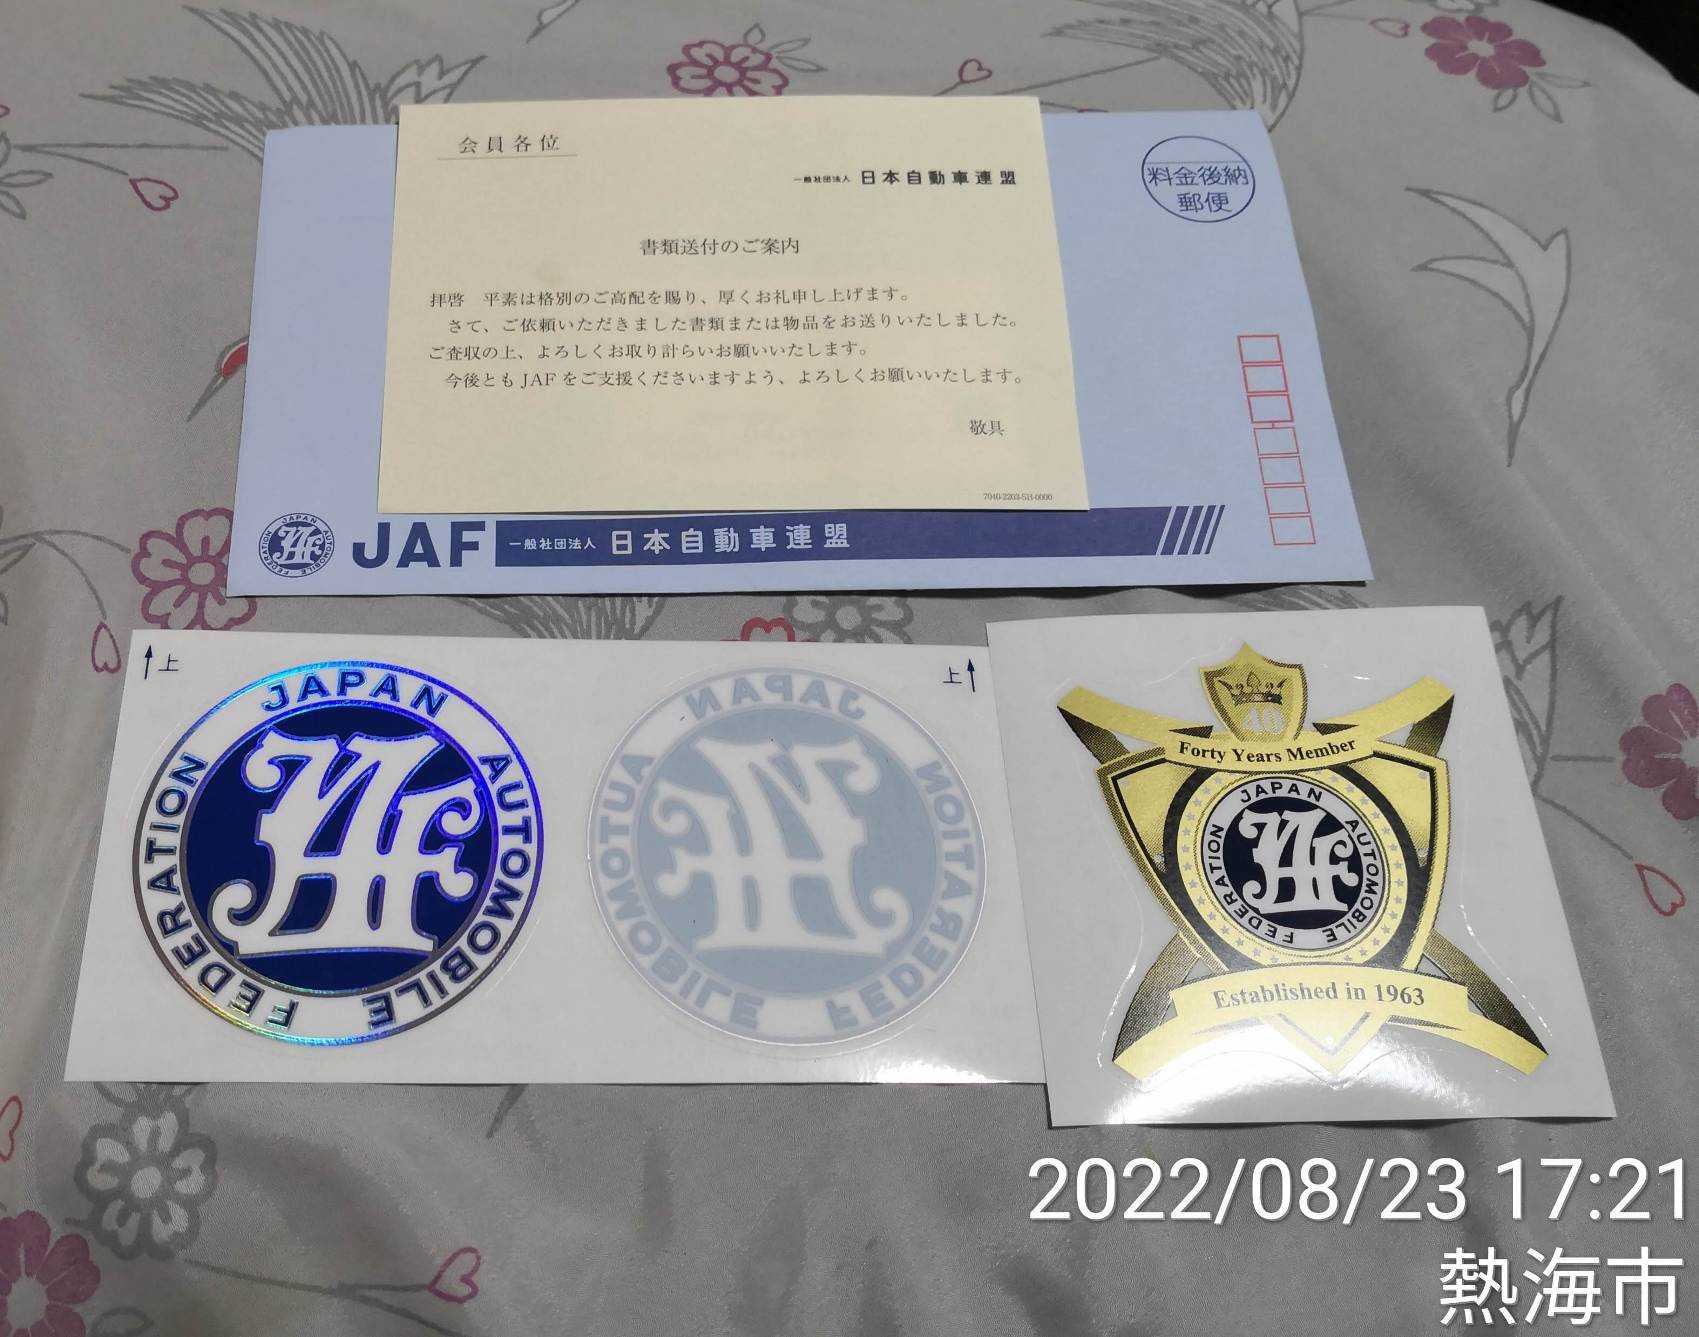 会員各位
一般社団法人 日本自動車連盟
書類送付のご案内
拝啓　平素は格別のご高配を賜り、厚くお礼申し上げます。
さて、ご依頼いただきました書類または物品をお送りいたしました。
ご査収の上、よろしくお取り計らいお願いいたします。
今後とも JAF をご支援くださいますよう、よろしくお願いいたします。
敬具
7040-2203-5H-0000
料金後納
郵便
JAPAN AUTOMOBILE FEDERATION
JAF 一般社団法人 日本自動車連盟
↑上
上↑
JAPAN AUTOMOBILE FEDERATION
JAPAN AUTOMOBILE FEDERATION
40
Forty Years Member
JAPAN AUTOMOBILE FEDERATION
Established in 1963
2022/08/23 17:21
熱海市